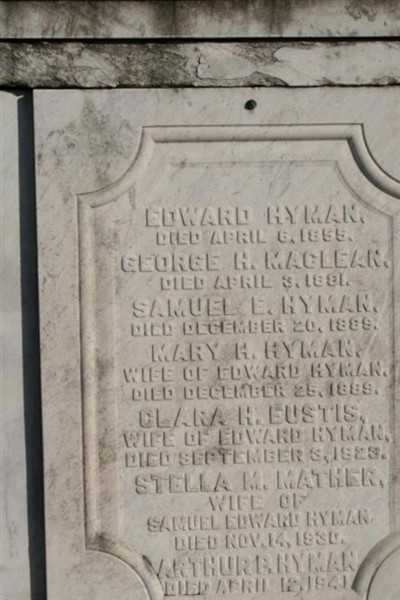 EDWARD HYMAN.
DIED APRIL 6, 1855.
GEORGE H. MACLEAN.
DIED APRIL 3, 1881.
SAMUEL E. HYMAN.
DIED DECEMBER 20, 1889.
MARY H. HYMAN.
WIFE OF EDWARD HYMAN.
DIED DECEMBER 25, 1889.
CLARA H. EUSTIS,
WIFE OF EDWARD HYMAN,
DIED SEPTEMBER 3, 1923.
STELLA M. MATHER,
WIFE OF
SAMUEL EDWARD HYMAN.
DIED NOV. 14, 1930.
ARTHUR P. HYMAN
DIED APRIL 12, 1941